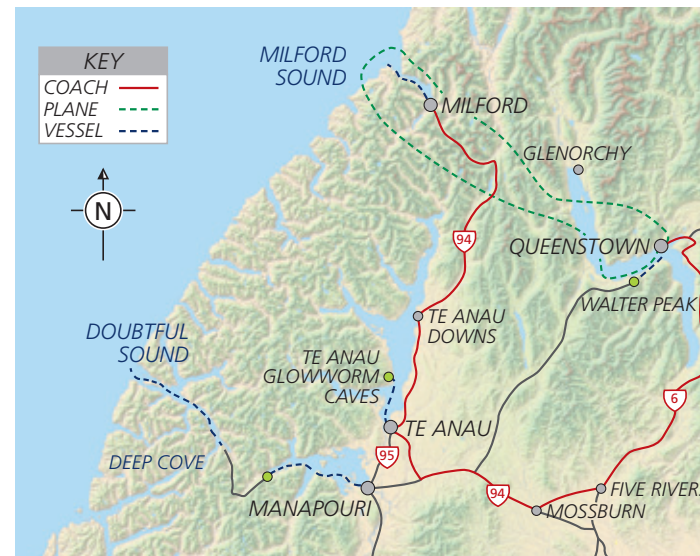 KEY
COACH
PLANE
VESSEL
MILFORD
SOUND
MILFORD
GLENORCHY
N
94
QUEENSTOWN
WALTER PEAK
TE ANAU
DOWNS
DOUBTFUL
SOUND
TE ANAU
GLOWWORM
CAVES
6
TE ANAU
95
DEEP COVE
94
MANAPOURI
FIVE RIVER
MOSSBURN